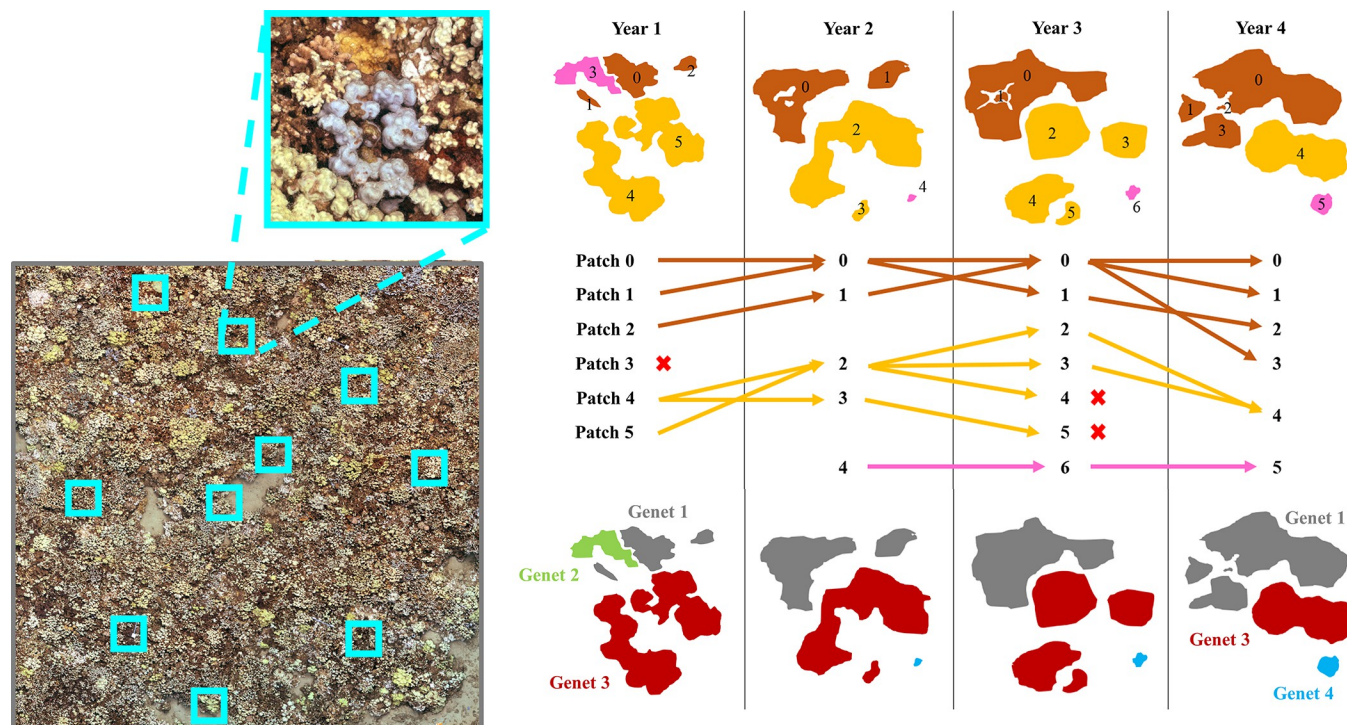 Year 1 Year 2 Year 3 Year 4
3 0 2 1 5 4
0 1 2 3 4
0 1 2 3 4 5 6
0 1 2 3 4 5
Patch 0 0 0 0
Patch 1 1 1 1
Patch 2 2 2
Patch 3 2 3 3
Patch 4 3 4 4
Patch 5 5
4 6 5
Genet 1 Genet 1
Genet 2
Genet 3 Genet 3
Genet 4